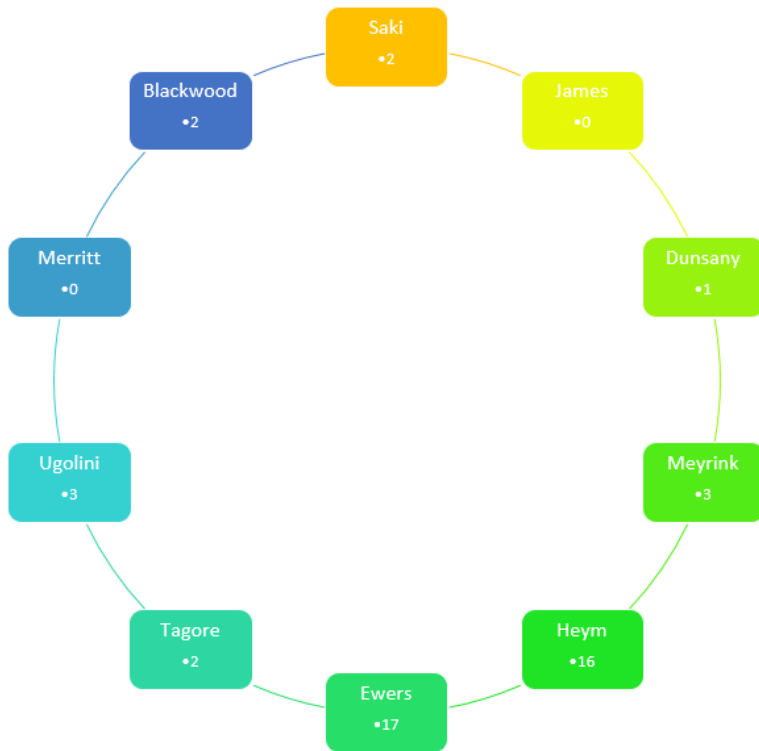 Saki
•2
James
•0
Dunsany
•1
Meyrink
•3
Heym
•16
Ewers
•17
Tagore
•2
Ugolini
•3
Merritt
•0
Blackwood
•2